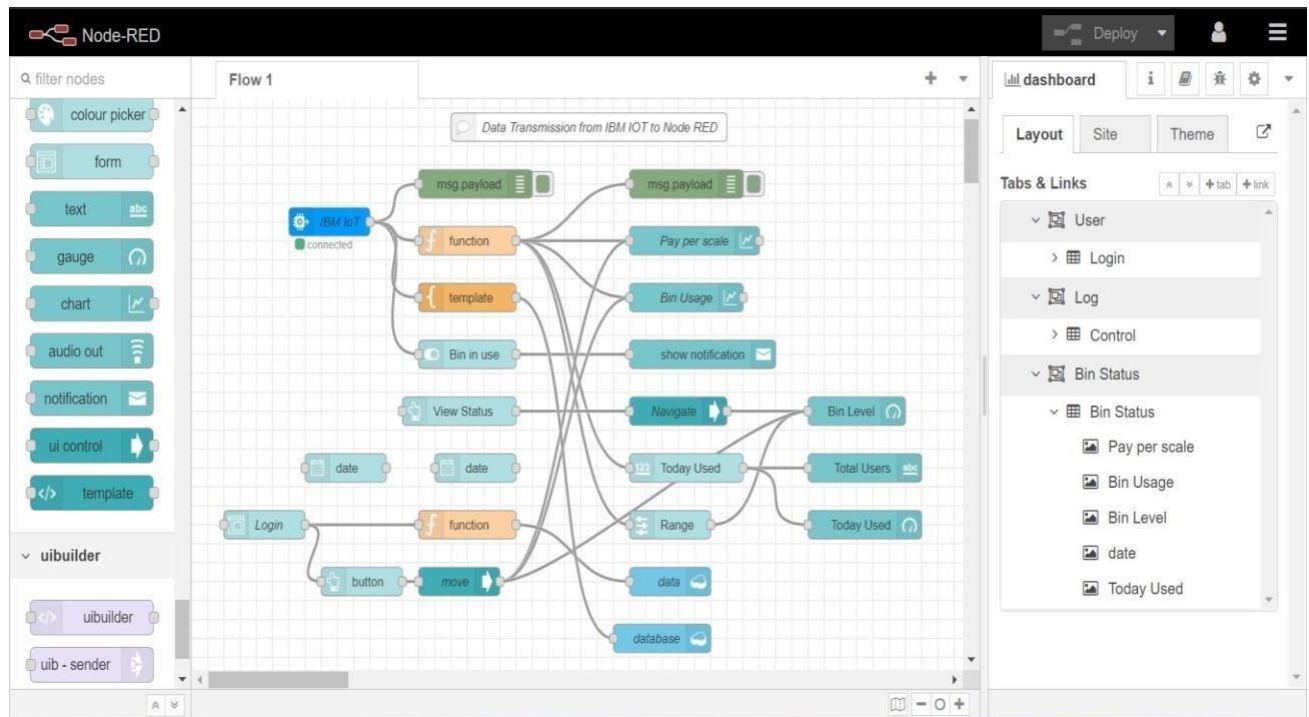 Node-RED
Deploy
filter nodes
colour picker
form
text
abc
gauge
chart
audio out
notification
ui control
</> template
uibuilder
</> uibuilder
uib - sender
Flow 1
Data Transmission from IBM IOT to Node RED
msg.payload
msg.payload
IBM IoT
connected
function
Pay per scale
template
Bin Usage
Bin in use
show notification
View Status
Navigate
Bin Level
date
date
123 Today Used
Total Users abc
Login
function
Range
Today Used
button
move
data
database
dashboard
i
Layout
Site
Theme
Tabs & Links
+ tab
+ link
User
Login
Log
Control
Bin Status
Bin Status
Pay per scale
Bin Usage
Bin Level
date
Today Used